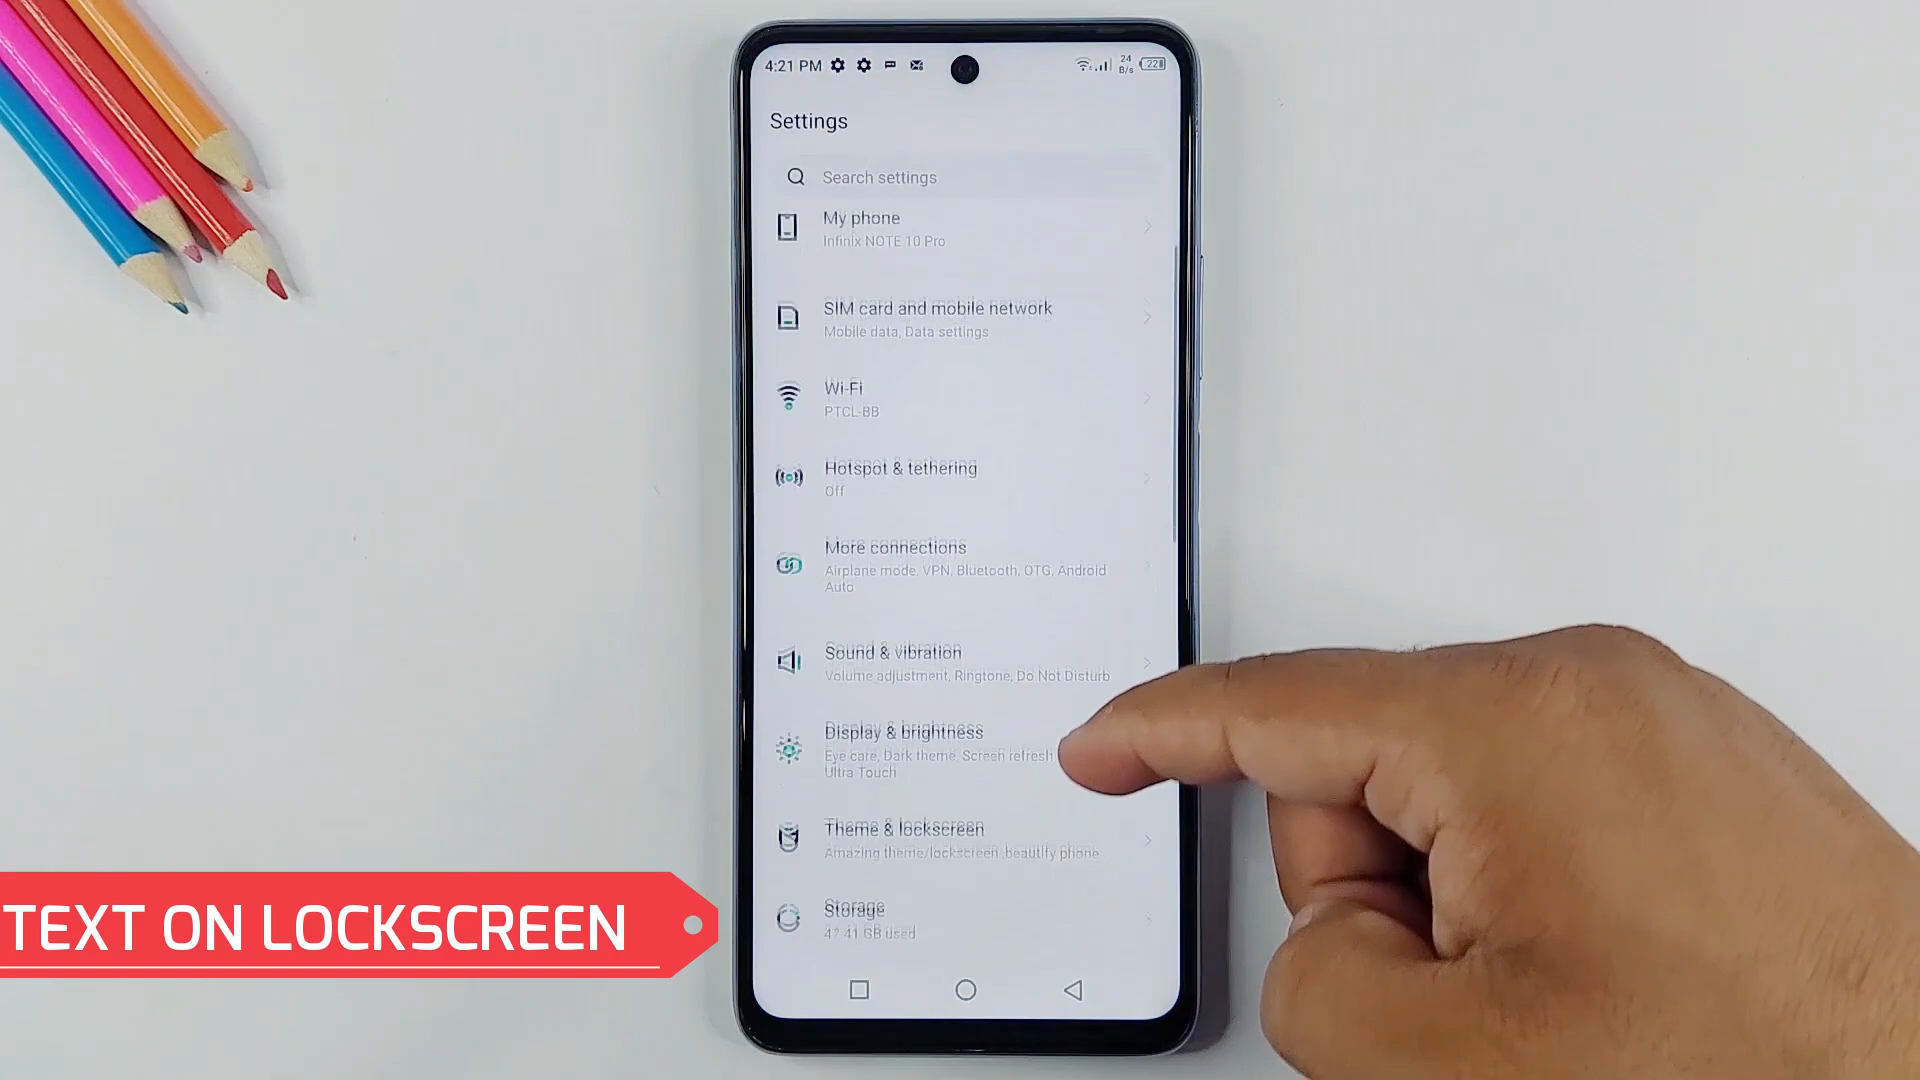 4:21 PM
24
B/s
22
Settings
Search settings
My phone
Infinix NOTE 10 Pro
SIM card and mobile network
Mobile data, Data settings
Wi-Fi
PTCL-BB
Hotspot & tethering
Off
More connections
Airplane mode, VPN, Bluetooth, OTG, Android
Auto
Sound & vibration
Volume adjustment, Ringtone, Do Not Disturb
Display & brightness
Eye care, Dark theme, Screen refresh
Ultra Touch
Theme & lockscreen
Amazing theme/lockscreen ,beautify phone
Storage
GB used
TEXT ON LOCKSCREEN